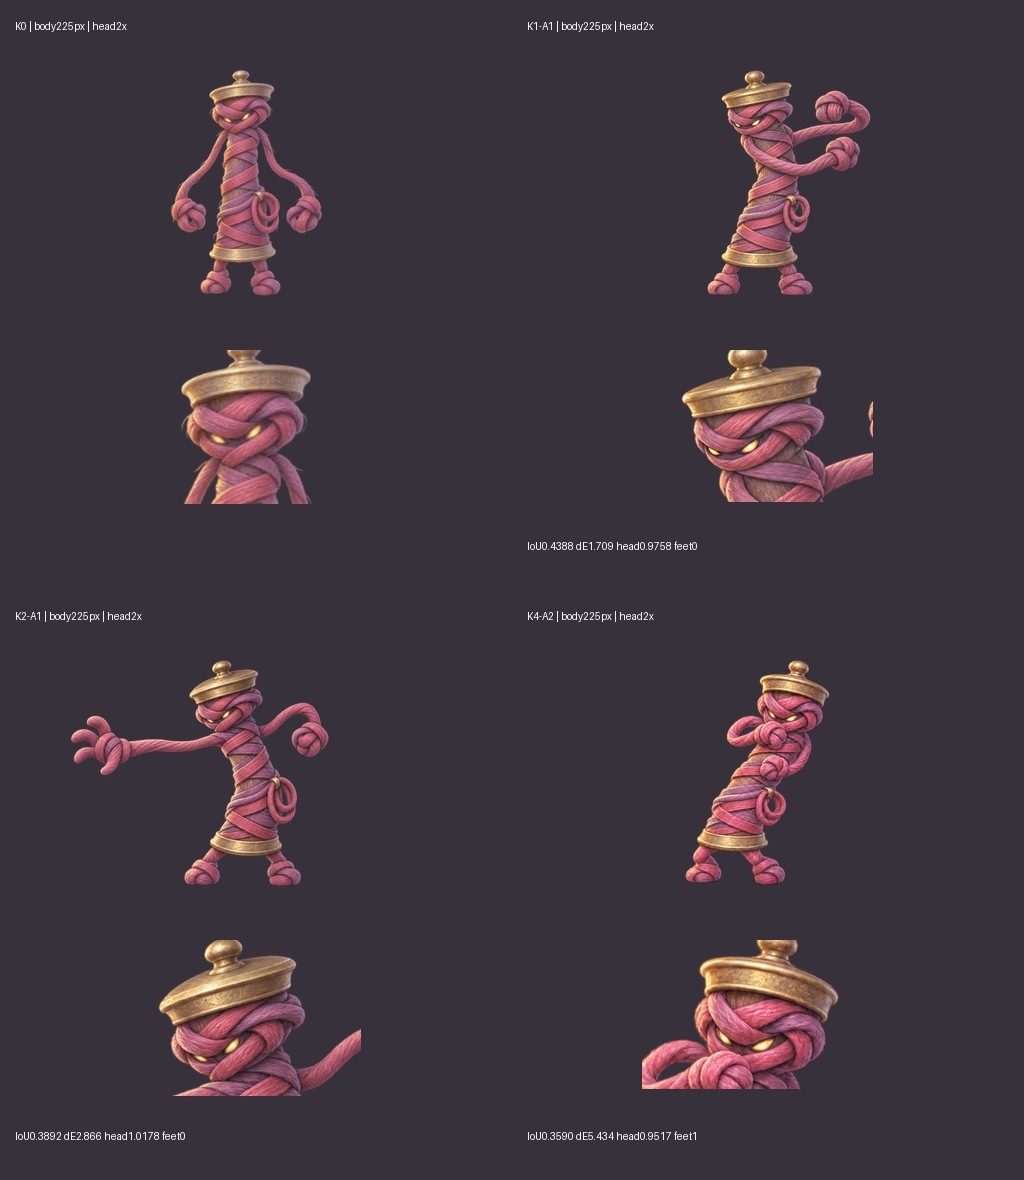 K0 | body225px | head2x
K1-A1 | body225px | head2x
IoU0.4388 dE1.709 head0.9758 feet0
K2-A1 | body225px | head2x
K4-A2 | body225px | head2x
IoU0.3892 dE2.866 head1.0178 feet0
IoU0.3590 dE5.434 head0.9517 feet1